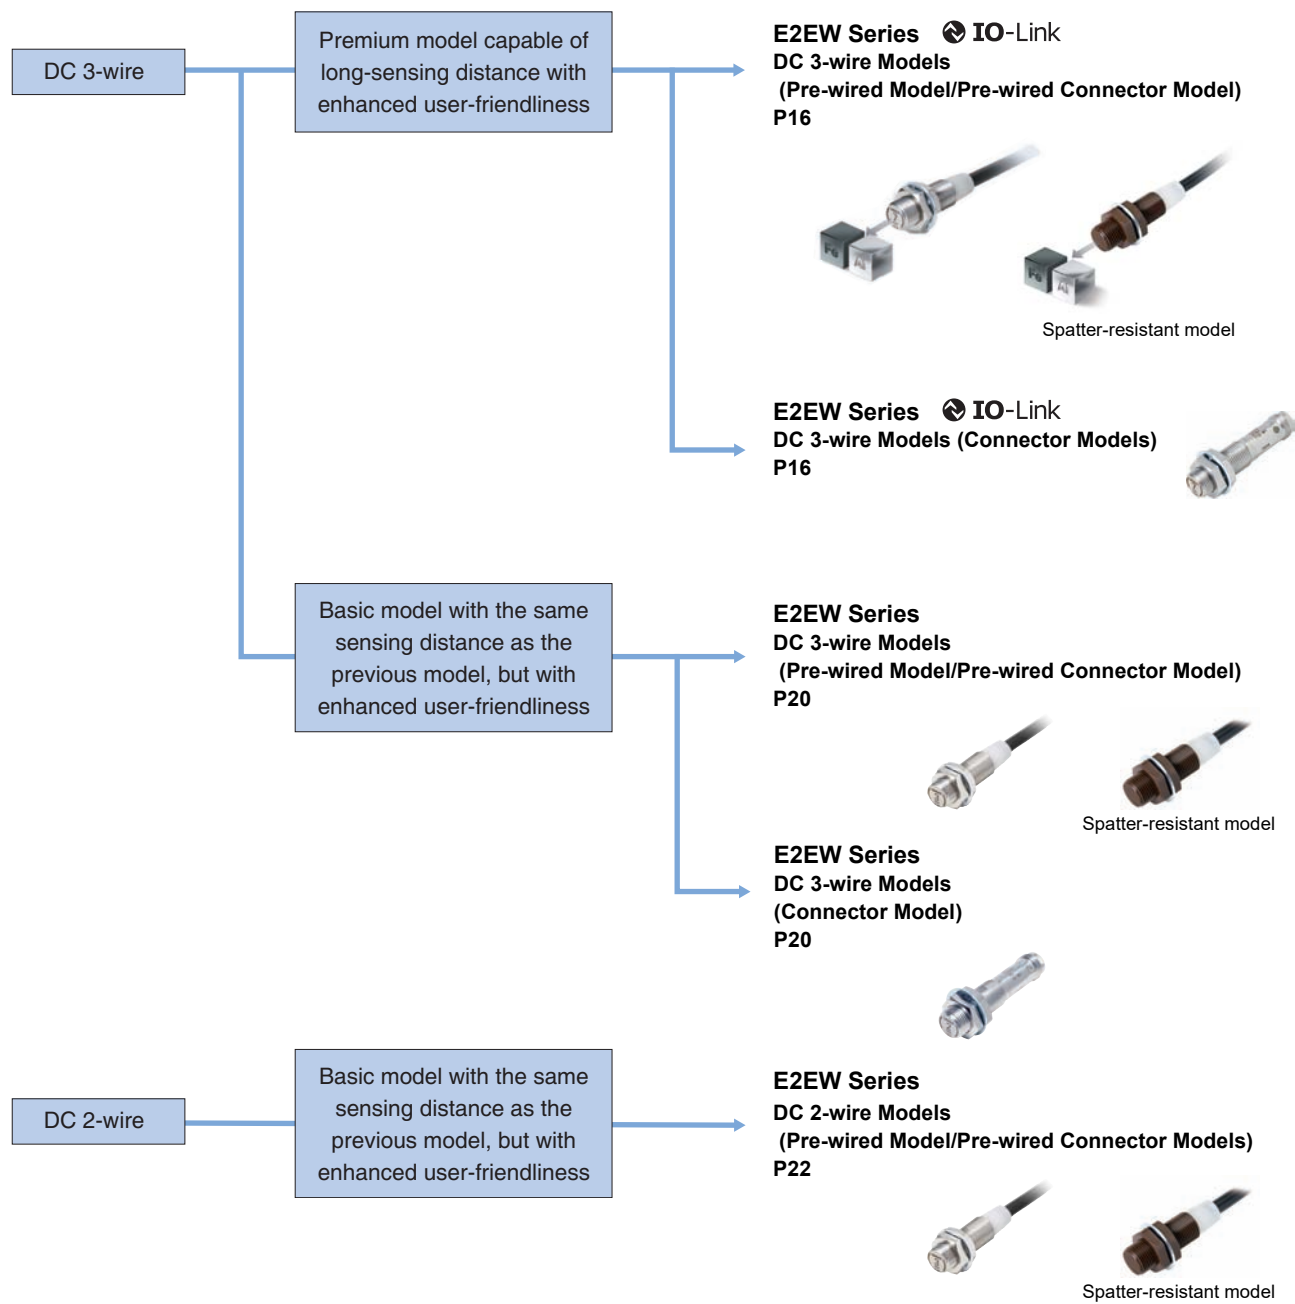 DC 3-wire
Premium model capable of
long-sensing distance with
enhanced user-friendliness
E2EW Series IO-Link
DC 3-wire Models
(Pre-wired Model/Pre-wired Connector Model)
P16
Fe
Al
Fe
Al
Spatter-resistant model
E2EW Series IO-Link
DC 3-wire Models (Connector Models)
P16
Basic model with the same
sensing distance as the
previous model, but with
enhanced user-friendliness
E2EW Series
DC 3-wire Models
(Pre-wired Model/Pre-wired Connector Model)
P20
Spatter-resistant model
E2EW Series
DC 3-wire Models
(Connector Model)
P20
DC 2-wire
Basic model with the same
sensing distance as the
previous model, but with
enhanced user-friendliness
E2EW Series
DC 2-wire Models
(Pre-wired Model/Pre-wired Connector Models)
P22
Spatter-resistant model